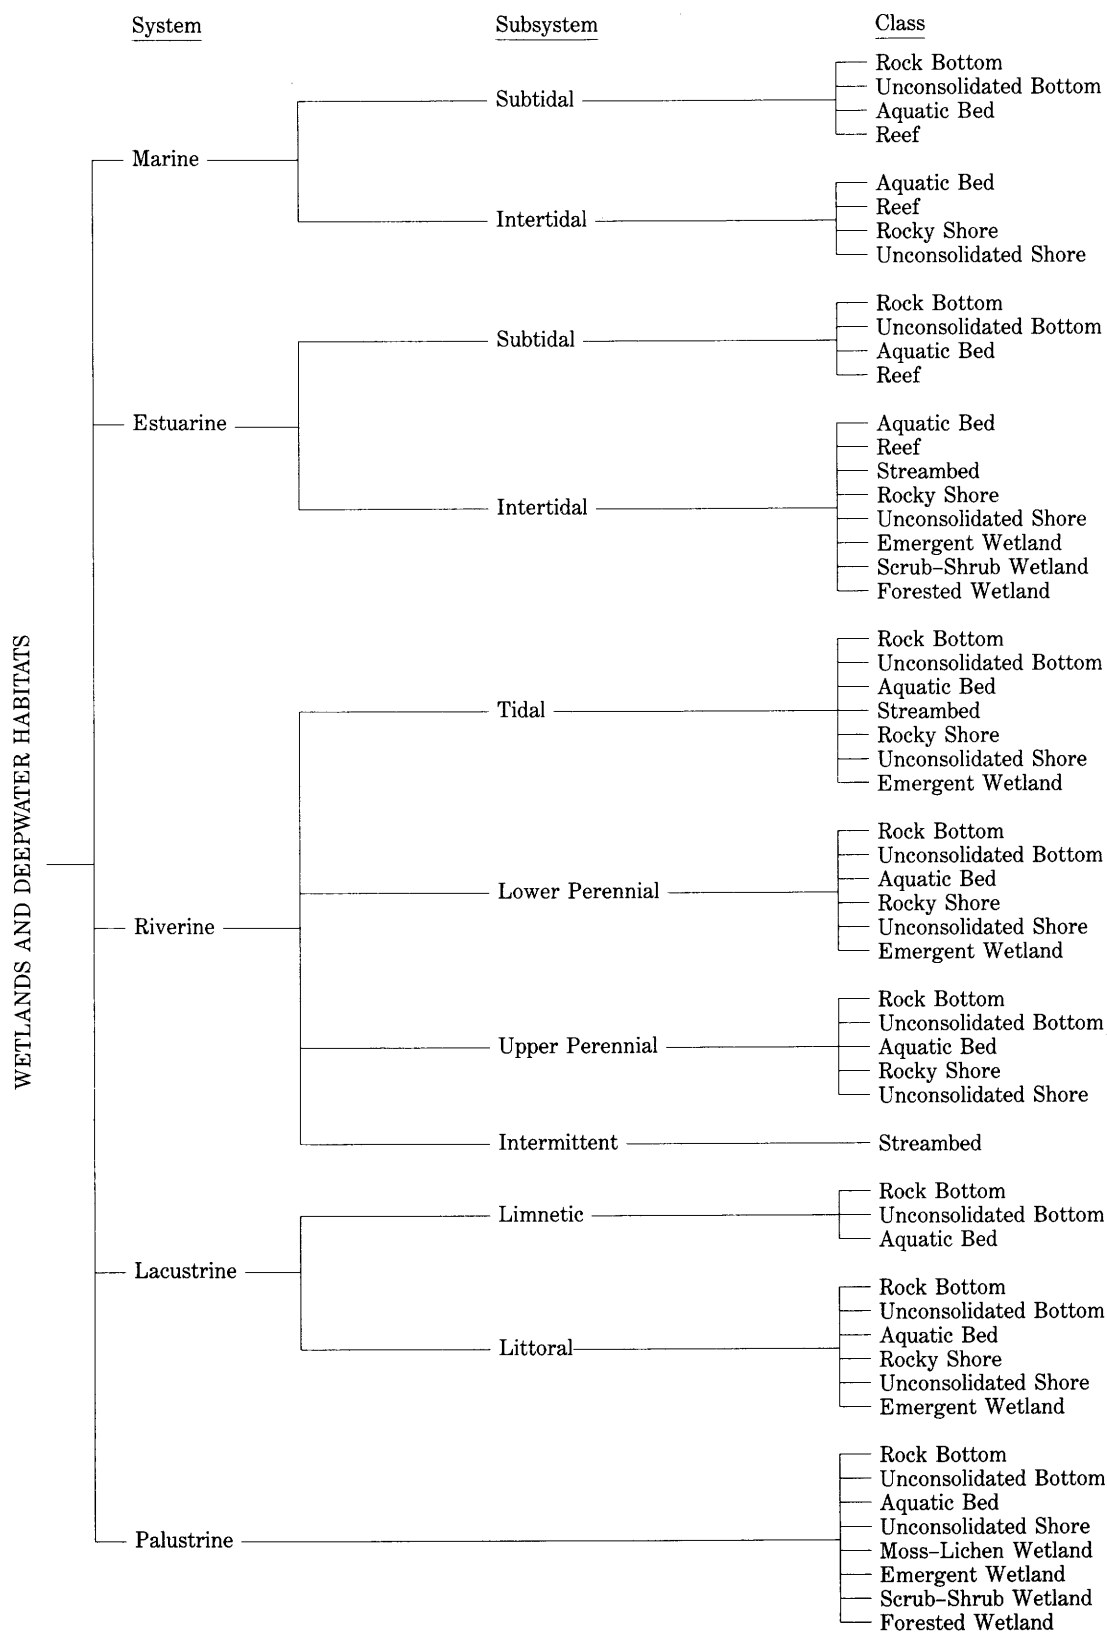 System
Subsystem
Class
WETLANDS AND DEEPWATER HABITATS
Marine
Subtidal
Rock Bottom
Unconsolidated Bottom
Aquatic Bed
Reef
Intertidal
Aquatic Bed
Reef
Rocky Shore
Unconsolidated Shore
Estuarine
Subtidal
Rock Bottom
Unconsolidated Bottom
Aquatic Bed
Reef
Intertidal
Aquatic Bed
Reef
Streambed
Rocky Shore
Unconsolidated Shore
Emergent Wetland
Scrub–Shrub Wetland
Forested Wetland
Riverine
Tidal
Rock Bottom
Unconsolidated Bottom
Aquatic Bed
Streambed
Rocky Shore
Unconsolidated Shore
Emergent Wetland
Lower Perennial
Rock Bottom
Unconsolidated Bottom
Aquatic Bed
Rocky Shore
Unconsolidated Shore
Emergent Wetland
Upper Perennial
Rock Bottom
Unconsolidated Bottom
Aquatic Bed
Rocky Shore
Unconsolidated Shore
Intermittent
Streambed
Lacustrine
Limnetic
Rock Bottom
Unconsolidated Bottom
Aquatic Bed
Littoral
Rock Bottom
Unconsolidated Bottom
Aquatic Bed
Rocky Shore
Unconsolidated Shore
Emergent Wetland
Palustrine
Rock Bottom
Unconsolidated Bottom
Aquatic Bed
Unconsolidated Shore
Moss–Lichen Wetland
Emergent Wetland
Scrub–Shrub Wetland
Forested Wetland